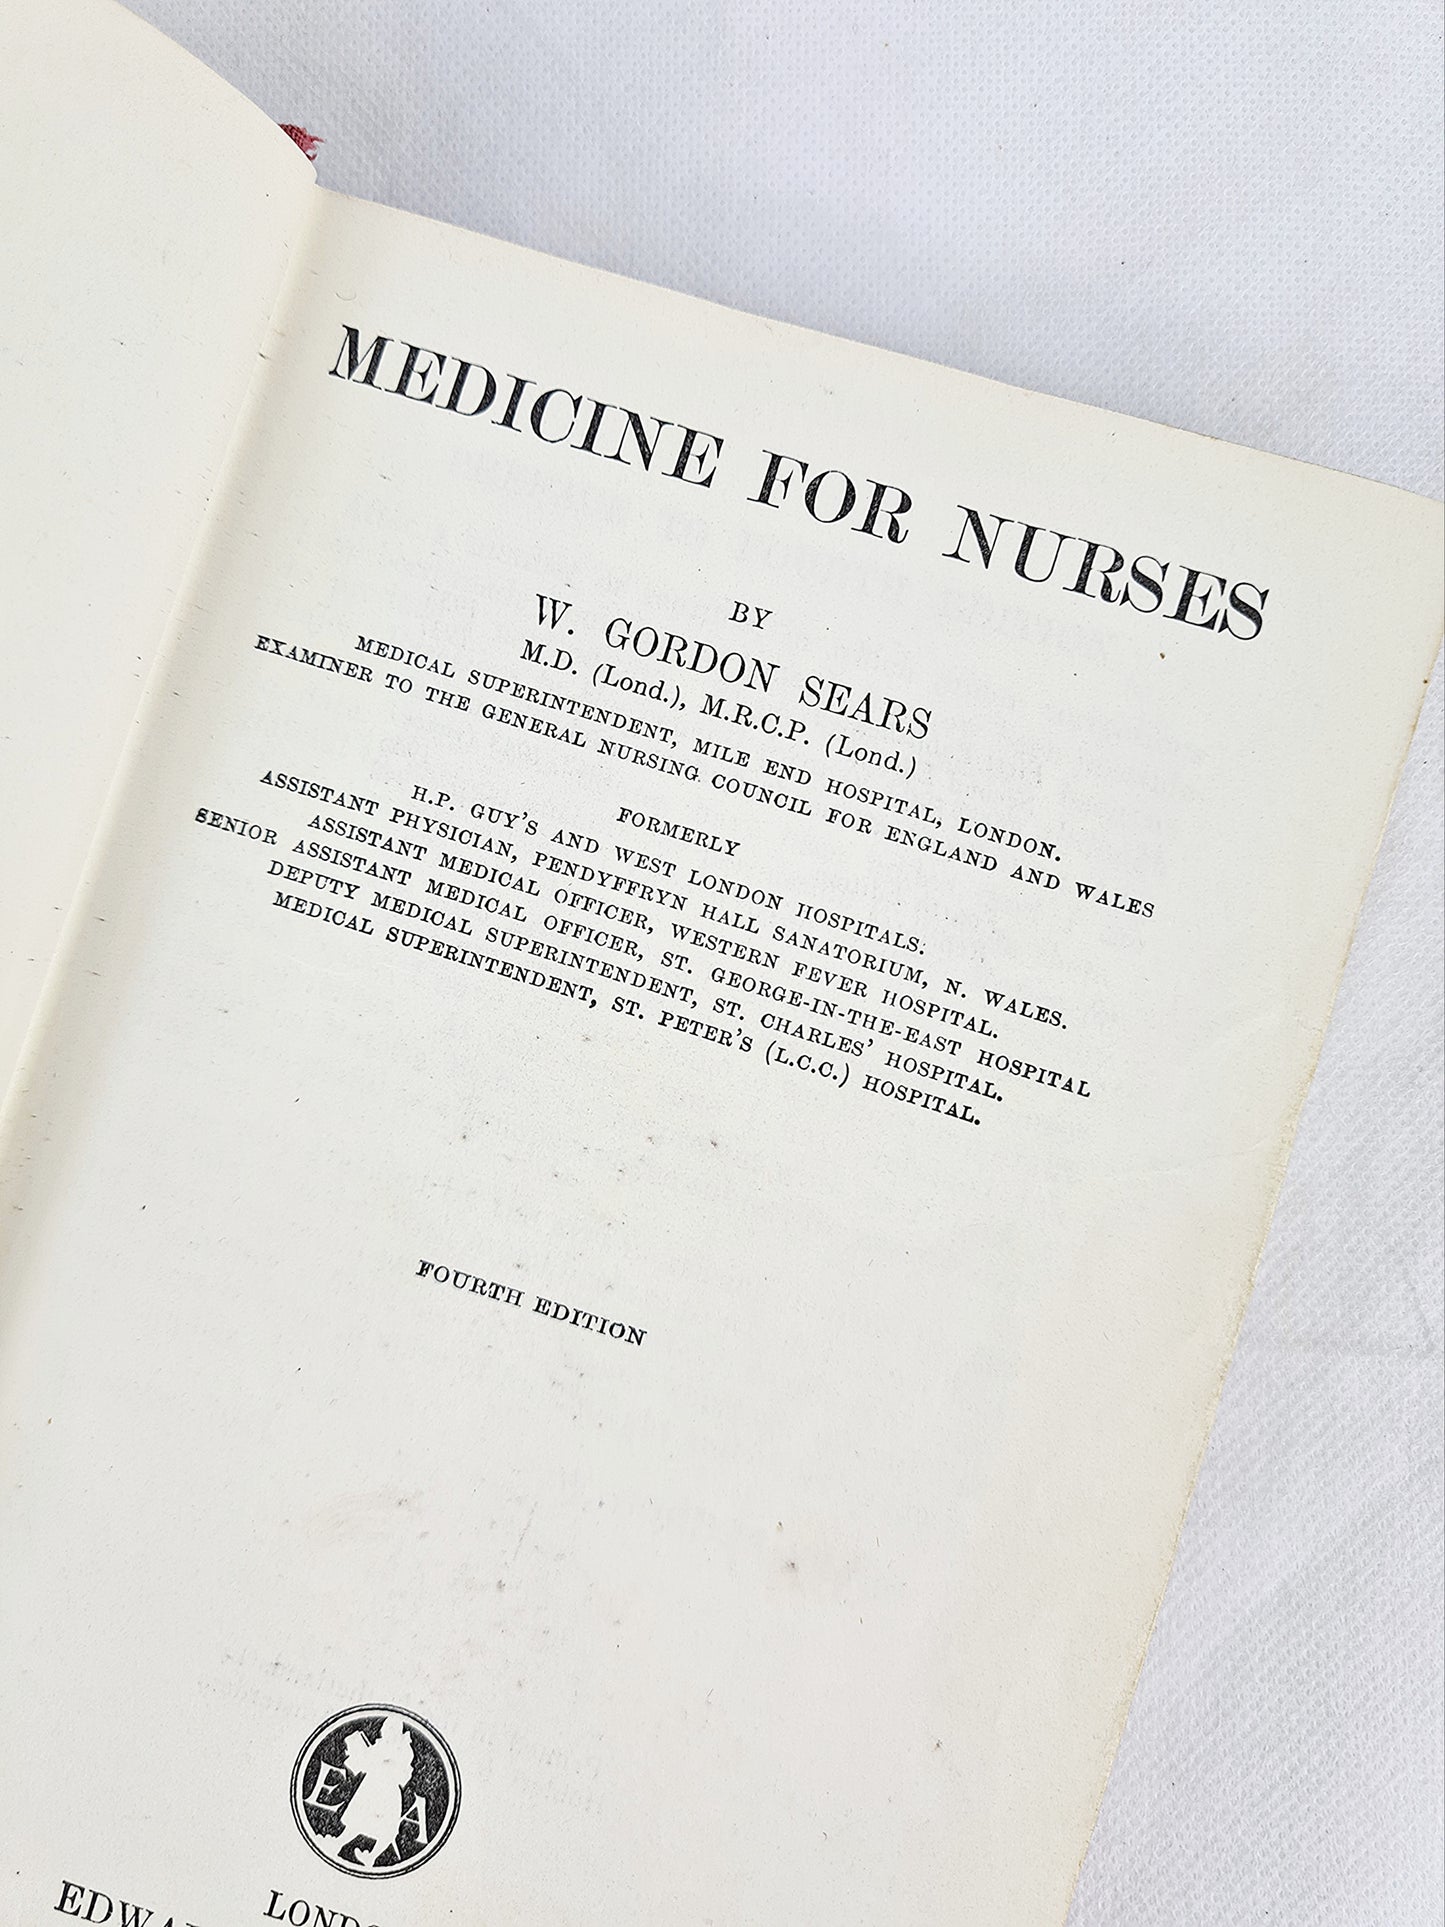 MEDICINE FOR NURSES
BY
W. GORDON SEARS
M.D. (Lond.), M.R.C.P. (Lond.)
MEDICAL SUPERINTENDENT, MILE END HOSPITAL, LONDON.
EXAMINER TO THE GENERAL NURSING COUNCIL FOR ENGLAND AND WALES
FORMERLY
H.P. GUY'S AND WEST LONDON HOSPITALS.
ASSISTANT PHYSICIAN, PENDYFFRYN HALL SANATORIUM, N. WALES.
ASSISTANT MEDICAL OFFICER, WESTERN FEVER HOSPITAL.
SENIOR ASSISTANT MEDICAL OFFICER, ST. GEORGE-IN-THE-EAST HOSPITAL
DEPUTY MEDICAL SUPERINTENDENT, ST. CHARLES' HOSPITAL.
MEDICAL SUPERINTENDENT, ST. PETER'S (L.C.C.) HOSPITAL.
FOURTH EDITION
E A